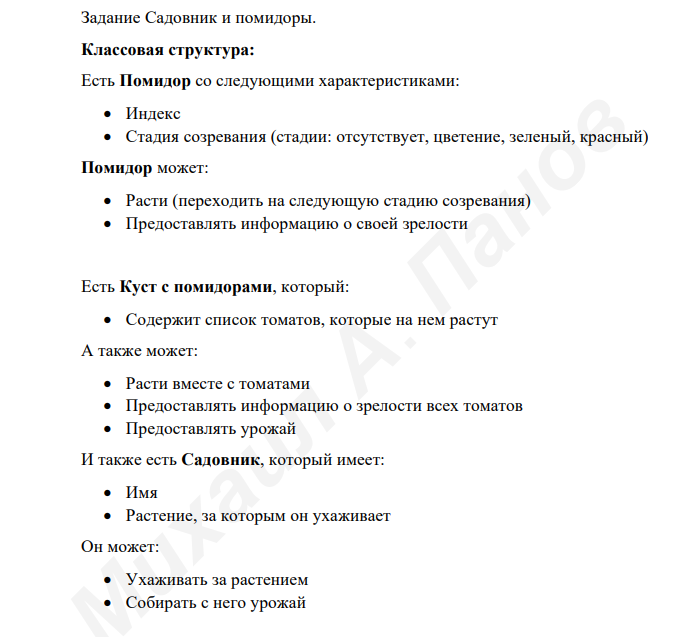 Задание Садовник и помидоры.
Классовая структура:
Есть Помидор со следующими характеристиками:
• Индекс
• Стадия созревания (стадии: отсутствует, цветение, зеленый, красный)
Помидор может:
• Расти (переходить на следующую стадию созревания)
• Предоставлять информацию о своей зрелости
Есть Куст с помидорами, который:
• Содержит список томатов, которые на нем растут
А также может:
• Расти вместе с томатами
• Предоставлять информацию о зрелости всех томатов
• Предоставлять урожай
И также есть Садовник, который имеет:
• Имя
• Растение, за которым он ухаживает
Он может:
• Ухаживать за растением
• Собирать с него урожай
Михаил А. Панов